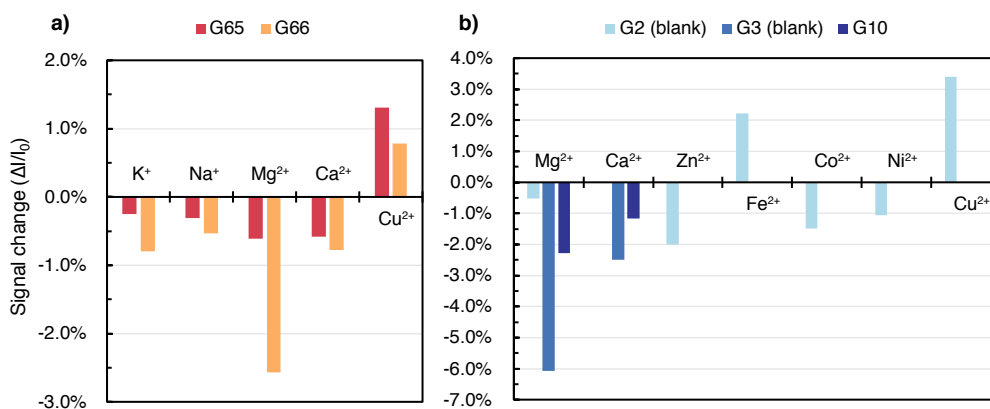 a)
G65 G66
Signal change (ΔI/I₀)
2.0%
1.0%
0.0%
-1.0%
-2.0%
-3.0%
K⁺ Na⁺ Mg²⁺ Ca²⁺
Cu²⁺
b)
G2 (blank) G3 (blank) G10
4.0%
3.0%
2.0%
1.0%
0.0%
-1.0%
-2.0%
-3.0%
-4.0%
-5.0%
-6.0%
-7.0%
Mg²⁺ Ca²⁺ Zn²⁺ Co²⁺ Ni²⁺
Fe²⁺ Cu²⁺